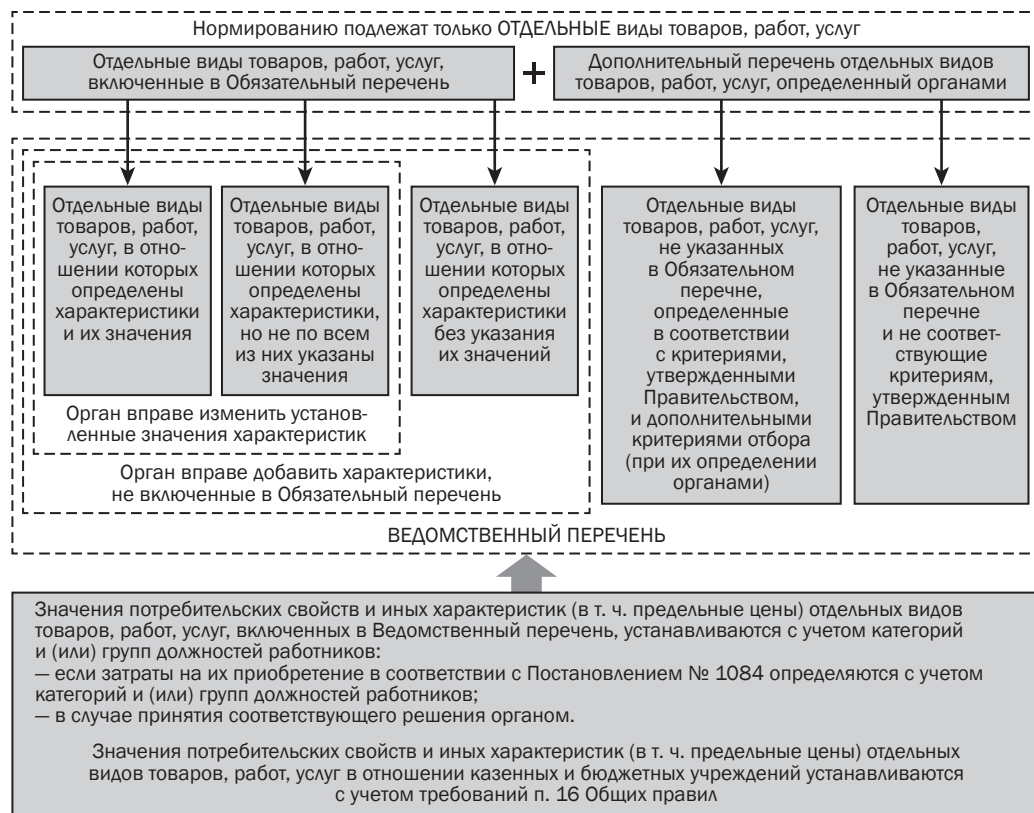 Нормированию подлежат только ОТДЕЛЬНЫЕ виды товаров, работ, услуг
Отдельные виды товаров, работ, услуг,
включенные в Обязательный перечень
+
Дополнительный перечень отдельных видов
товаров, работ, услуг, определенный органами
Отдельные виды
товаров, работ,
услуг, в отно-
шении которых
определены
характеристики
и их значения
Отдельные виды
товаров, работ,
услуг, в отно-
шении которых
определены
характеристики,
но не по всем
из них указаны
значения
Отдельные виды
товаров, работ,
услуг, в отно-
шении которых
определены
характеристики
без указания
их значений
Отдельные виды
товаров, работ, услуг,
не указанных
в Обязательном
перечне,
определенные
в соответствии
с критериями,
утвержденными
Правительством,
и дополнительными
критериями отбора
(при их определении
органами)
Отдельные виды
товаров,
работ, услуг,
не указанные
в Обязательном
перечне
и не соответ-
ствующие
критериям,
утвержденным
Правительством
Орган вправе изменить установ-
ленные значения характеристик
Орган вправе добавить характеристики,
не включенные в Обязательный перечень
ВЕДОМСТВЕННЫЙ ПЕРЕЧЕНЬ
Значения потребительских свойств и иных характеристик (в т. ч. предельные цены) отдельных видов
товаров, работ, услуг, включенных в Ведомственный перечень, устанавливаются с учетом категорий
и (или) групп должностей работников:
— если затраты на их приобретение в соответствии с Постановлением № 1084 определяются с учетом
категорий и (или) групп должностей работников;
— в случае принятия соответствующего решения органом.
Значения потребительских свойств и иных характеристик (в т. ч. предельные цены) отдельных
видов товаров, работ, услуг в отношении казенных и бюджетных учреждений устанавливаются
с учетом требований п. 16 Общих правил